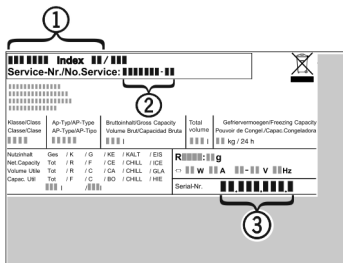 1
Index /
Service-Nr./No.Service: -
2
Klasse/Class Ap-Typ/AP-Type Bruttoinhalt/Gross Capacity Total Gefriervermoegen/Freezing Capacity
Classe/Clase AP-Type/AP-Tipo Volume Brut/Capacidad Bruta volume Pouvoir de Congel./Capac.Congeladora
l l kg / 24 h
Nutzinhalt Ges / K / G / KE / KALT / EIS
Net.Capacity Tot / R / F / CE / CHILL / ICE
Volume Utile Tot / R / C / CA / CHILL / GLA
Capac. Util Tot / F / C / BO / CHILL / HIE
l / l
R : g
W A - V Hz
Serial-Nr. . . .
3